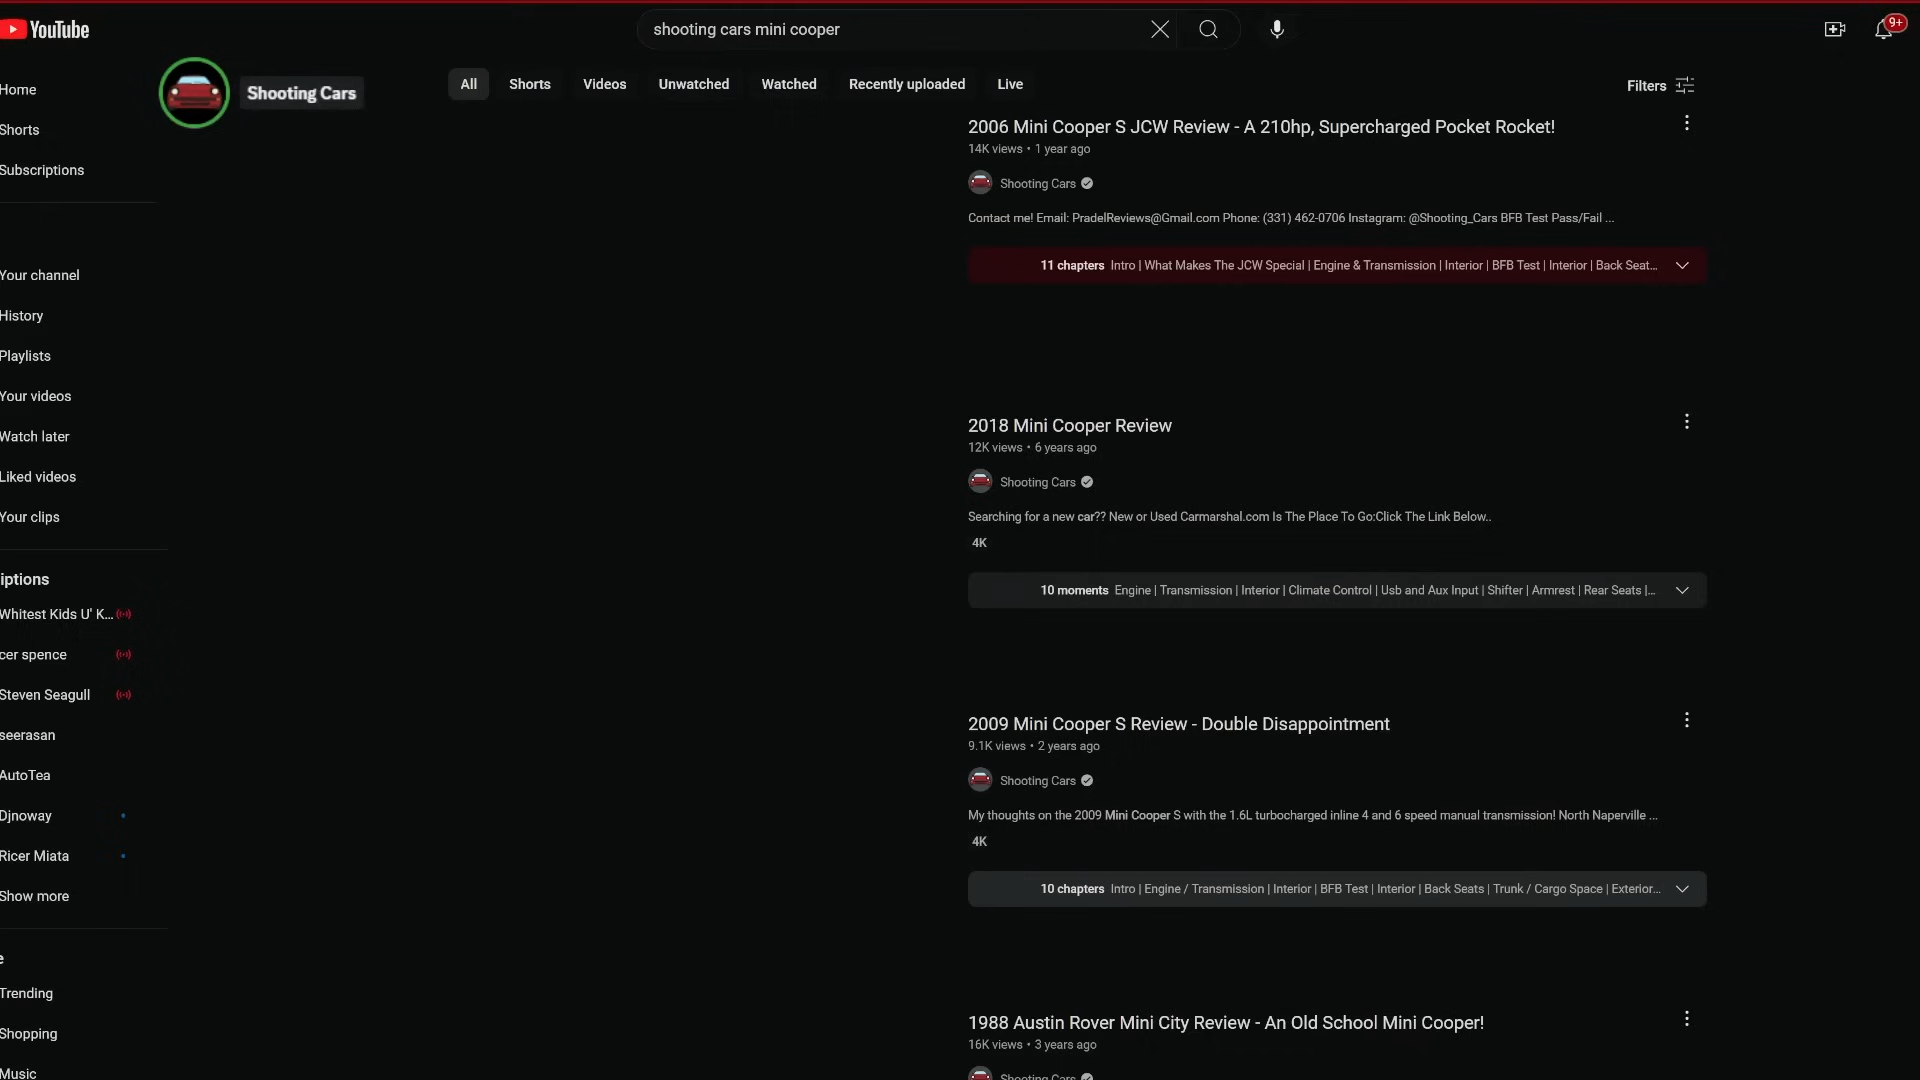 YouTube
shooting cars mini cooper
9+
Home
Shorts
Subscriptions
Your channel
History
Playlists
Your videos
Watch later
Liked videos
Your clips
iptions
Whitest Kids U' K...
cer spence
Steven Seagull
seerasan
AutoTea
Djnoway
Ricer Miata
Show more
e
Trending
Shopping
Music
Shooting Cars
All Shorts Videos Unwatched Watched Recently uploaded Live
Filters
2006 Mini Cooper S JCW Review - A 210hp, Supercharged Pocket Rocket!
14K views • 1 year ago
Shooting Cars
Contact me! Email: PradelReviews@Gmail.com Phone: (331) 462-0706 Instagram: @Shooting_Cars BFB Test Pass/Fail ...
11 chapters Intro | What Makes The JCW Special | Engine & Transmission | Interior | BFB Test | Interior | Back Seat...
2018 Mini Cooper Review
12K views • 6 years ago
Shooting Cars
Searching for a new car?? New or Used Carmarshal.com Is The Place To Go:Click The Link Below..
4K
10 moments Engine | Transmission | Interior | Climate Control | Usb and Aux Input | Shifter | Armrest | Rear Seats |...
2009 Mini Cooper S Review - Double Disappointment
9.1K views • 2 years ago
Shooting Cars
My thoughts on the 2009 Mini Cooper S with the 1.6L turbocharged inline 4 and 6 speed manual transmission! North Naperville ...
4K
10 chapters Intro | Engine / Transmission | Interior | BFB Test | Interior | Back Seats | Trunk / Cargo Space | Exterior...
1988 Austin Rover Mini City Review - An Old School Mini Cooper!
16K views • 3 years ago
Shooting Cars